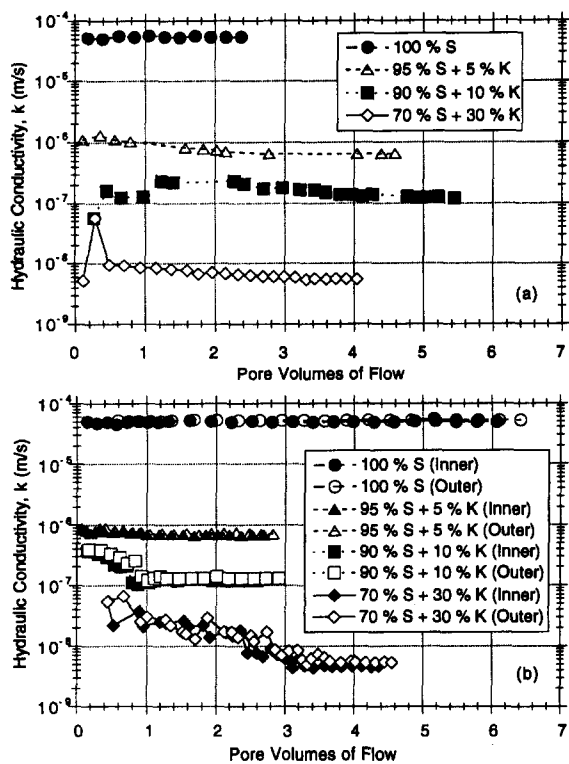 10⁻⁴
10⁻⁵
10⁻⁶
10⁻⁷
10⁻⁸
10⁻⁹
Hydraulic Conductivity, k (m/s)
100 % S
95 % S + 5 % K
90 % S + 10 % K
70 % S + 30 % K
(a)
0 1 2 3 4 5 6 7
Pore Volumes of Flow
10⁻⁴
10⁻⁵
10⁻⁶
10⁻⁷
10⁻⁸
10⁻⁹
Hydraulic Conductivity, k (m/s)
100 % S (Inner)
100 % S (Outer)
95 % S + 5 % K (Inner)
95 % S + 5 % K (Outer)
90 % S + 10 % K (Inner)
90 % S + 10 % K (Outer)
70 % S + 30 % K (Inner)
70 % S + 30 % K (Outer)
(b)
0 1 2 3 4 5 6 7
Pore Volumes of Flow